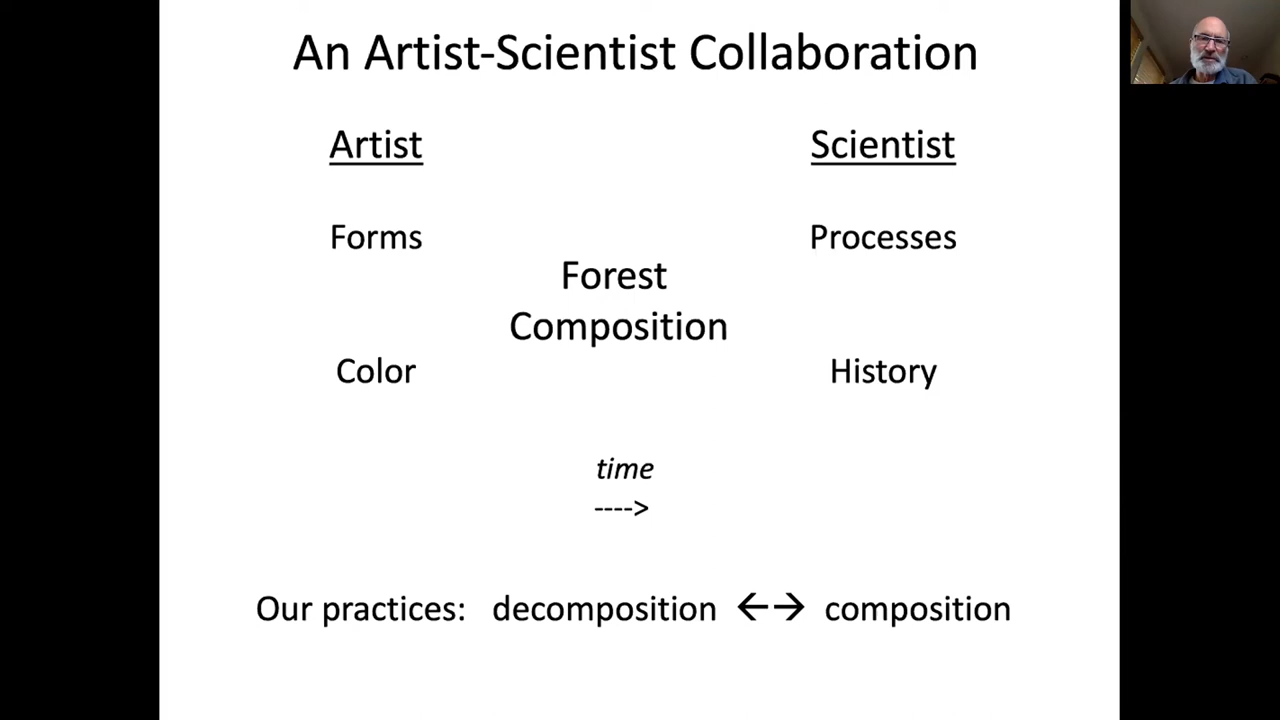 An Artist-Scientist Collaboration
Artist
Scientist
Forms
Processes
Forest
Composition
Color
History
time
---->
Our practices: decomposition ←→ composition